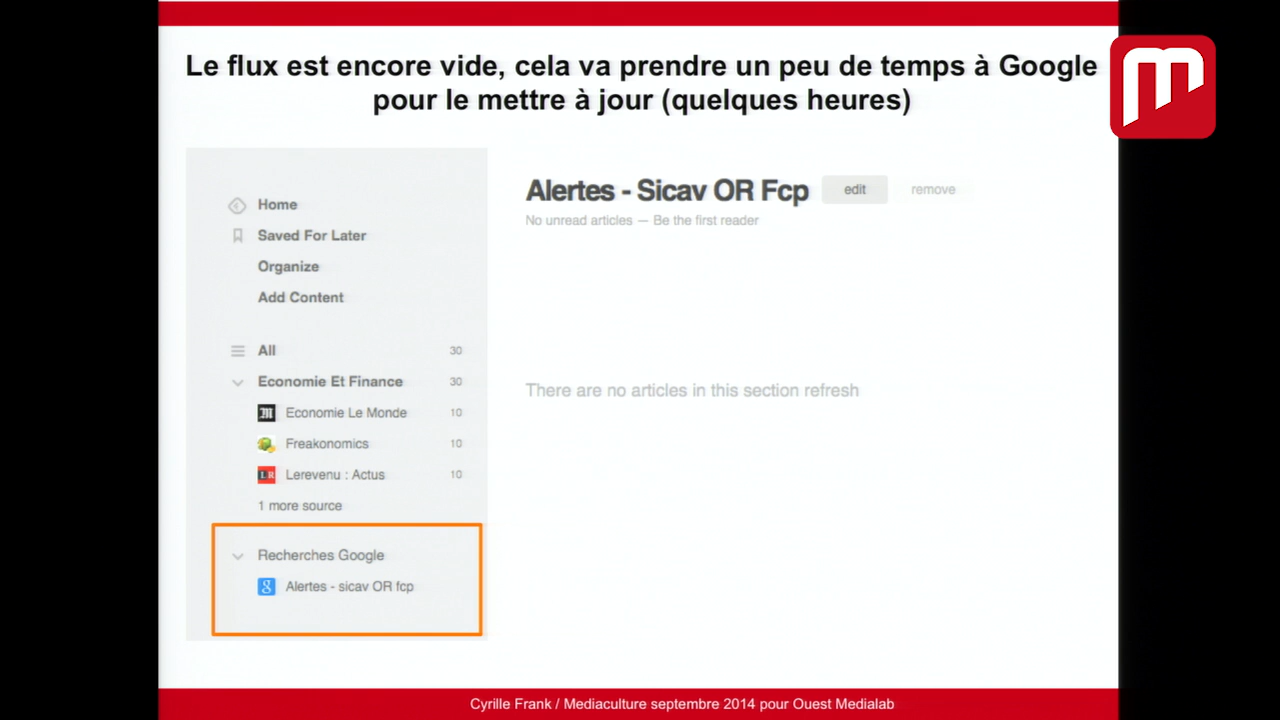 Le flux est encore vide, cela va prendre un peu de temps à Google
pour le mettre à jour (quelques heures)
Home
Saved For Later
Organize
Add Content
All 30
Economie Et Finance 30
Economie Le Monde 10
Freakonomics 10
LR Lerevenu : Actus 10
1 more source
Recherches Google
Alertes - sicav OR fcp
Alertes - Sicav OR Fcp edit remove
No unread articles — Be the first reader
There are no articles in this section refresh
Cyrille Frank / Mediaculture septembre 2014 pour Ouest Medialab